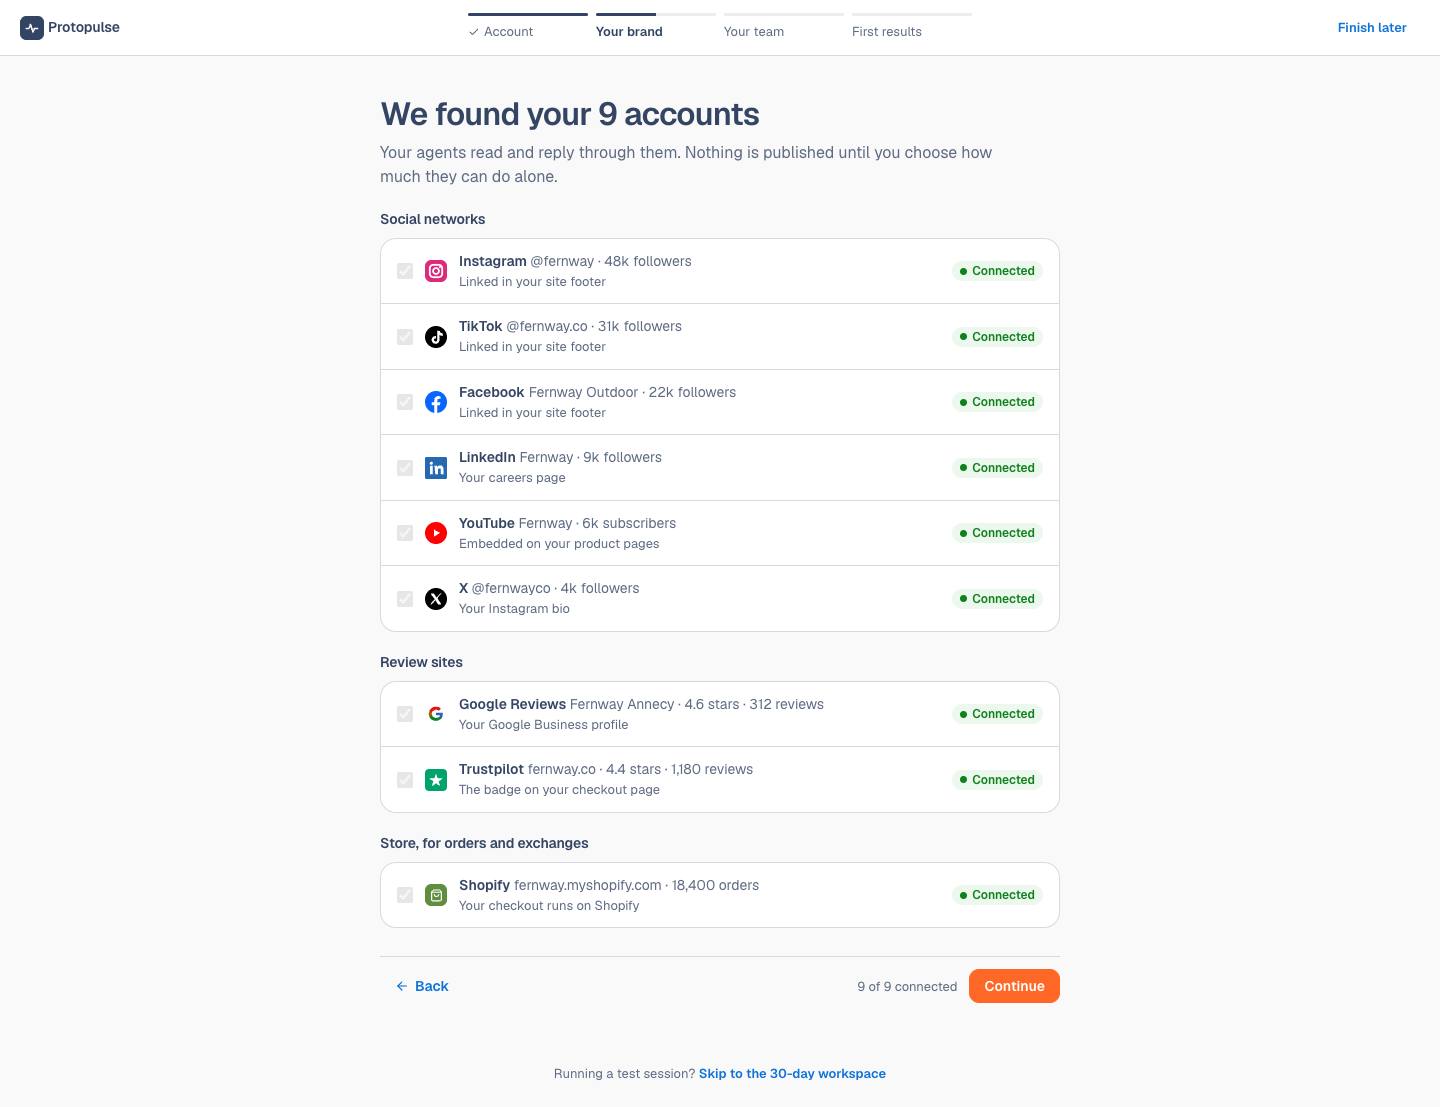 Protopulse
Account
Your brand
Your team
First results
Finish later
We found your 9 accounts
Your agents read and reply through them. Nothing is published until you choose how
much they can do alone.
Social networks
Instagram @fernway · 48k followers
Linked in your site footer
Connected
TikTok @fernway.co · 31k followers
Linked in your site footer
Connected
Facebook Fernway Outdoor · 22k followers
Linked in your site footer
Connected
LinkedIn Fernway · 9k followers
Your careers page
Connected
YouTube Fernway · 6k subscribers
Embedded on your product pages
Connected
X @fernwayco · 4k followers
Your Instagram bio
Connected
Review sites
Google Reviews Fernway Annecy · 4.6 stars · 312 reviews
Your Google Business profile
Connected
Trustpilot fernway.co · 4.4 stars · 1,180 reviews
The badge on your checkout page
Connected
Store, for orders and exchanges
Shopify fernway.myshopify.com · 18,400 orders
Your checkout runs on Shopify
Connected
Back
9 of 9 connected
Continue
Running a test session? Skip to the 30-day workspace